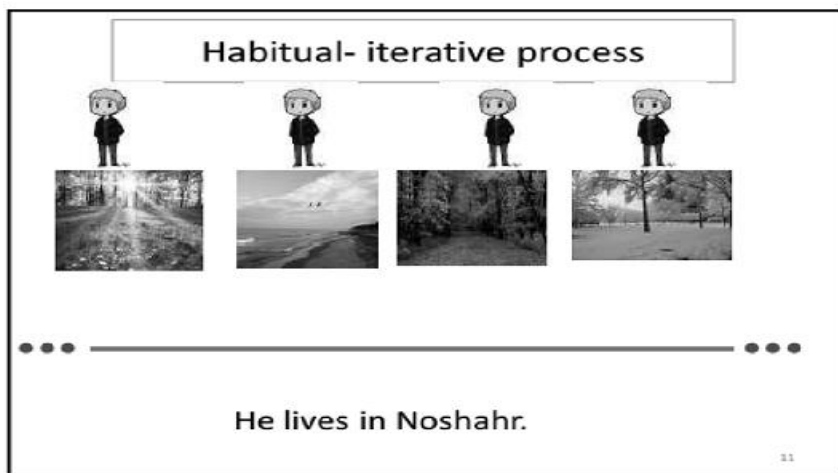 Habitual- iterative process
He lives in Noshahr.
11